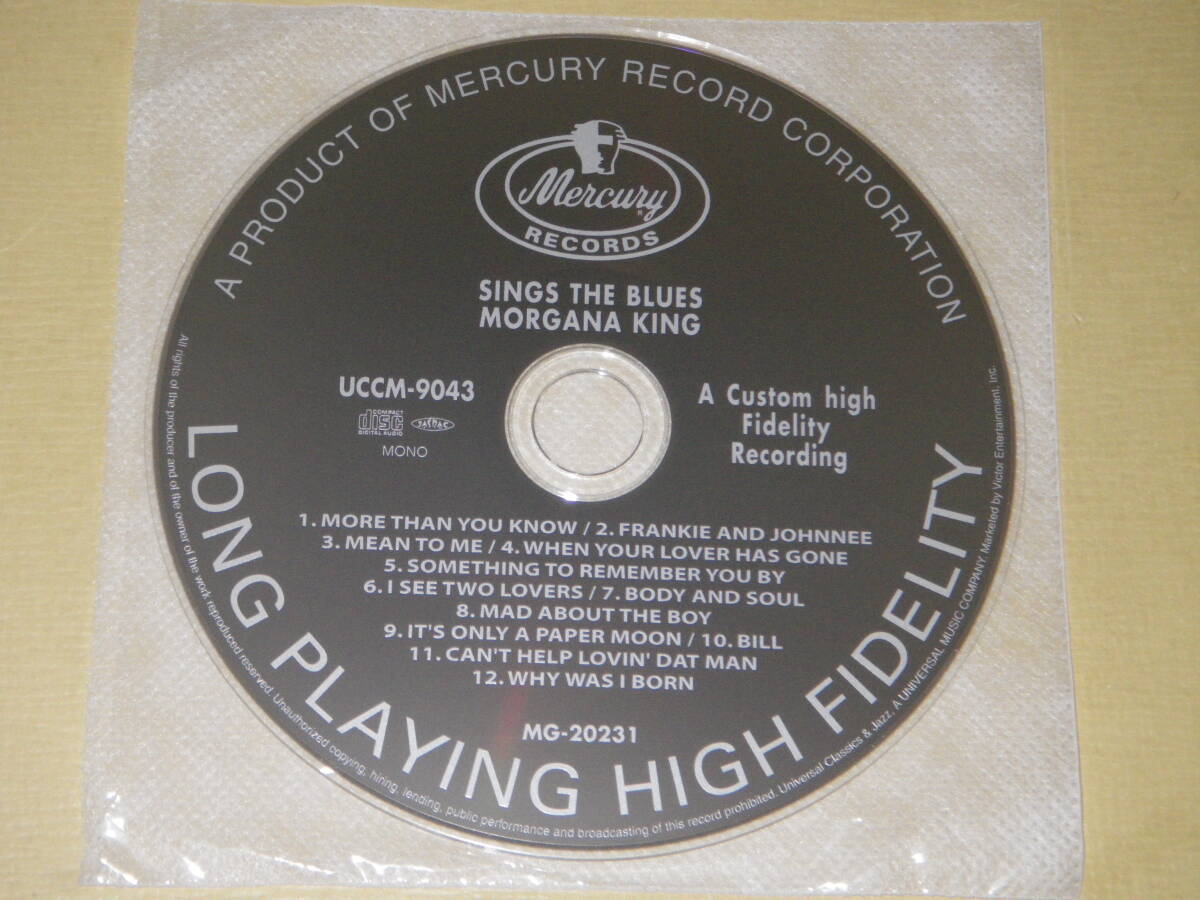 A PRODUCT OF MERCURY RECORD CORPORATION
Mercury
®
RECORDS
SINGS THE BLUES
MORGANA KING
UCCM-9043
COMPACT
disc
DIGITAL AUDIO
JASRAC
MONO
A Custom high
Fidelity
Recording
1. MORE THAN YOU KNOW / 2. FRANKIE AND JOHNNEE
3. MEAN TO ME / 4. WHEN YOUR LOVER HAS GONE
5. SOMETHING TO REMEMBER YOU BY
6. I SEE TWO LOVERS / 7. BODY AND SOUL
8. MAD ABOUT THE BOY
9. IT'S ONLY A PAPER MOON / 10. BILL
11. CAN'T HELP LOVIN' DAT MAN
12. WHY WAS I BORN
MG-20231
LONG PLAYING HIGH FIDELITY
All rights of the producer and of the owner of the work reproduced reserved. Unauthorized copying, hiring, lending, public performance and broadcasting of this record prohibited. Universal Classics & Jazz, A UNIVERSAL MUSIC COMPANY. Marketed by Victor Entertainment, Inc.